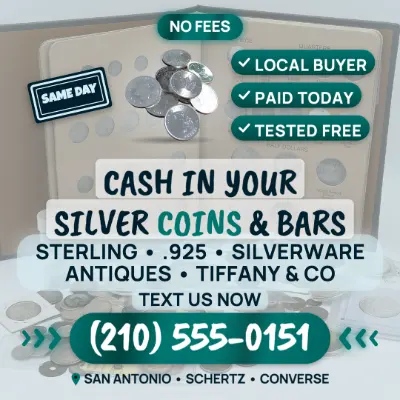 NO FEES
SAME DAY
✓ LOCAL BUYER
✓ PAID TODAY
✓ TESTED FREE
CASH IN YOUR
SILVER COINS & BARS
STERLING • .925 • SILVERWARE
ANTIQUES • TIFFANY & CO
TEXT US NOW
(210) 555-0151
SAN ANTONIO • SCHERTZ • CONVERSE